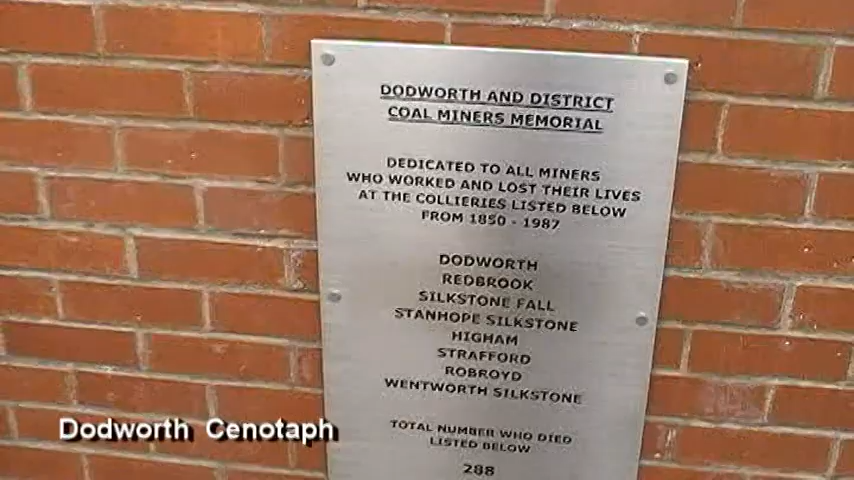 DODWORTH AND DISTRICT
COAL MINERS MEMORIAL
DEDICATED TO ALL MINERS
WHO WORKED AND LOST THEIR LIVES
AT THE COLLIERIES LISTED BELOW
FROM 1850 - 1987
DODWORTH
REDBROOK
SILKSTONE FALL
STANHOPE SILKSTONE
HIGHAM
STRAFFORD
ROBROYD
WENTWORTH SILKSTONE
TOTAL NUMBER WHO DIED
LISTED BELOW
288
Dodworth Cenotaph